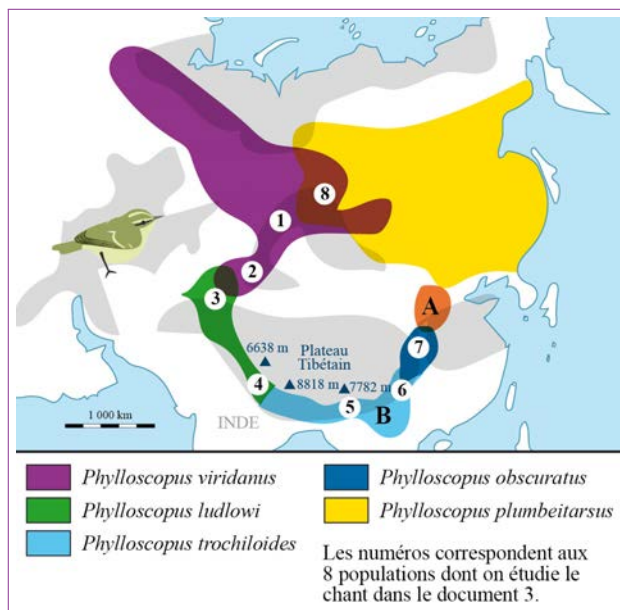 8
1
2
3
A
7
6638 m
Plateau
Tibétain
4
8818 m
7782 m
6
5
B
1 000 km
INDE
Phylloscopus viridanus
Phylloscopus ludlowi
Phylloscopus trochiloides
Phylloscopus obscuratus
Phylloscopus plumbeitarsus
Les numéros correspondent aux
8 populations dont on étudie le
chant dans le document 3.